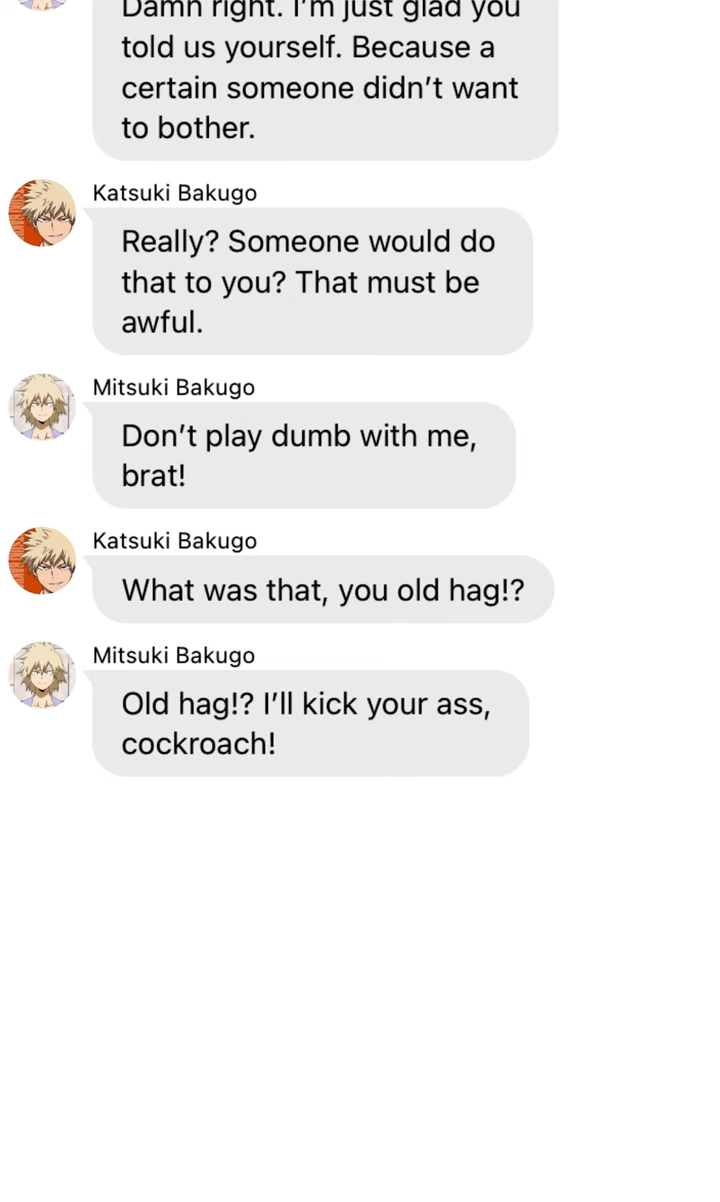 Damn right. I'm just glad you
told us yourself. Because a
certain someone didn't want
to bother.
Katsuki Bakugo
Really? Someone would do
that to you? That must be
awful.
Mitsuki Bakugo
Don't play dumb with me,
brat!
Katsuki Bakugo
What was that, you old hag!?
Mitsuki Bakugo
Old hag!? I'll kick your ass,
cockroach!